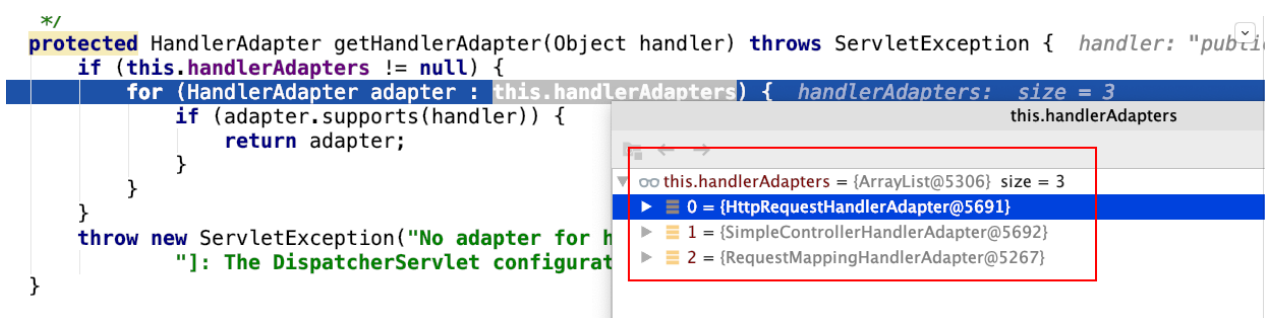 */
protected HandlerAdapter getHandlerAdapter(Object handler) throws ServletException {  handler: "public
if (this.handlerAdapters != null) {
for (HandlerAdapter adapter : this.handlerAdapters) {  handlerAdapters:  size = 3
if (adapter.supports(handler)) {
return adapter;
}
}
}
throw new ServletException("No adapter for h
"]: The DispatcherServlet configurat
}
this.handlerAdapters
this.handlerAdapters = {ArrayList@5306} size = 3
0 = {HttpRequestHandlerAdapter@5691}
1 = {SimpleControllerHandlerAdapter@5692}
2 = {RequestMappingHandlerAdapter@5267}